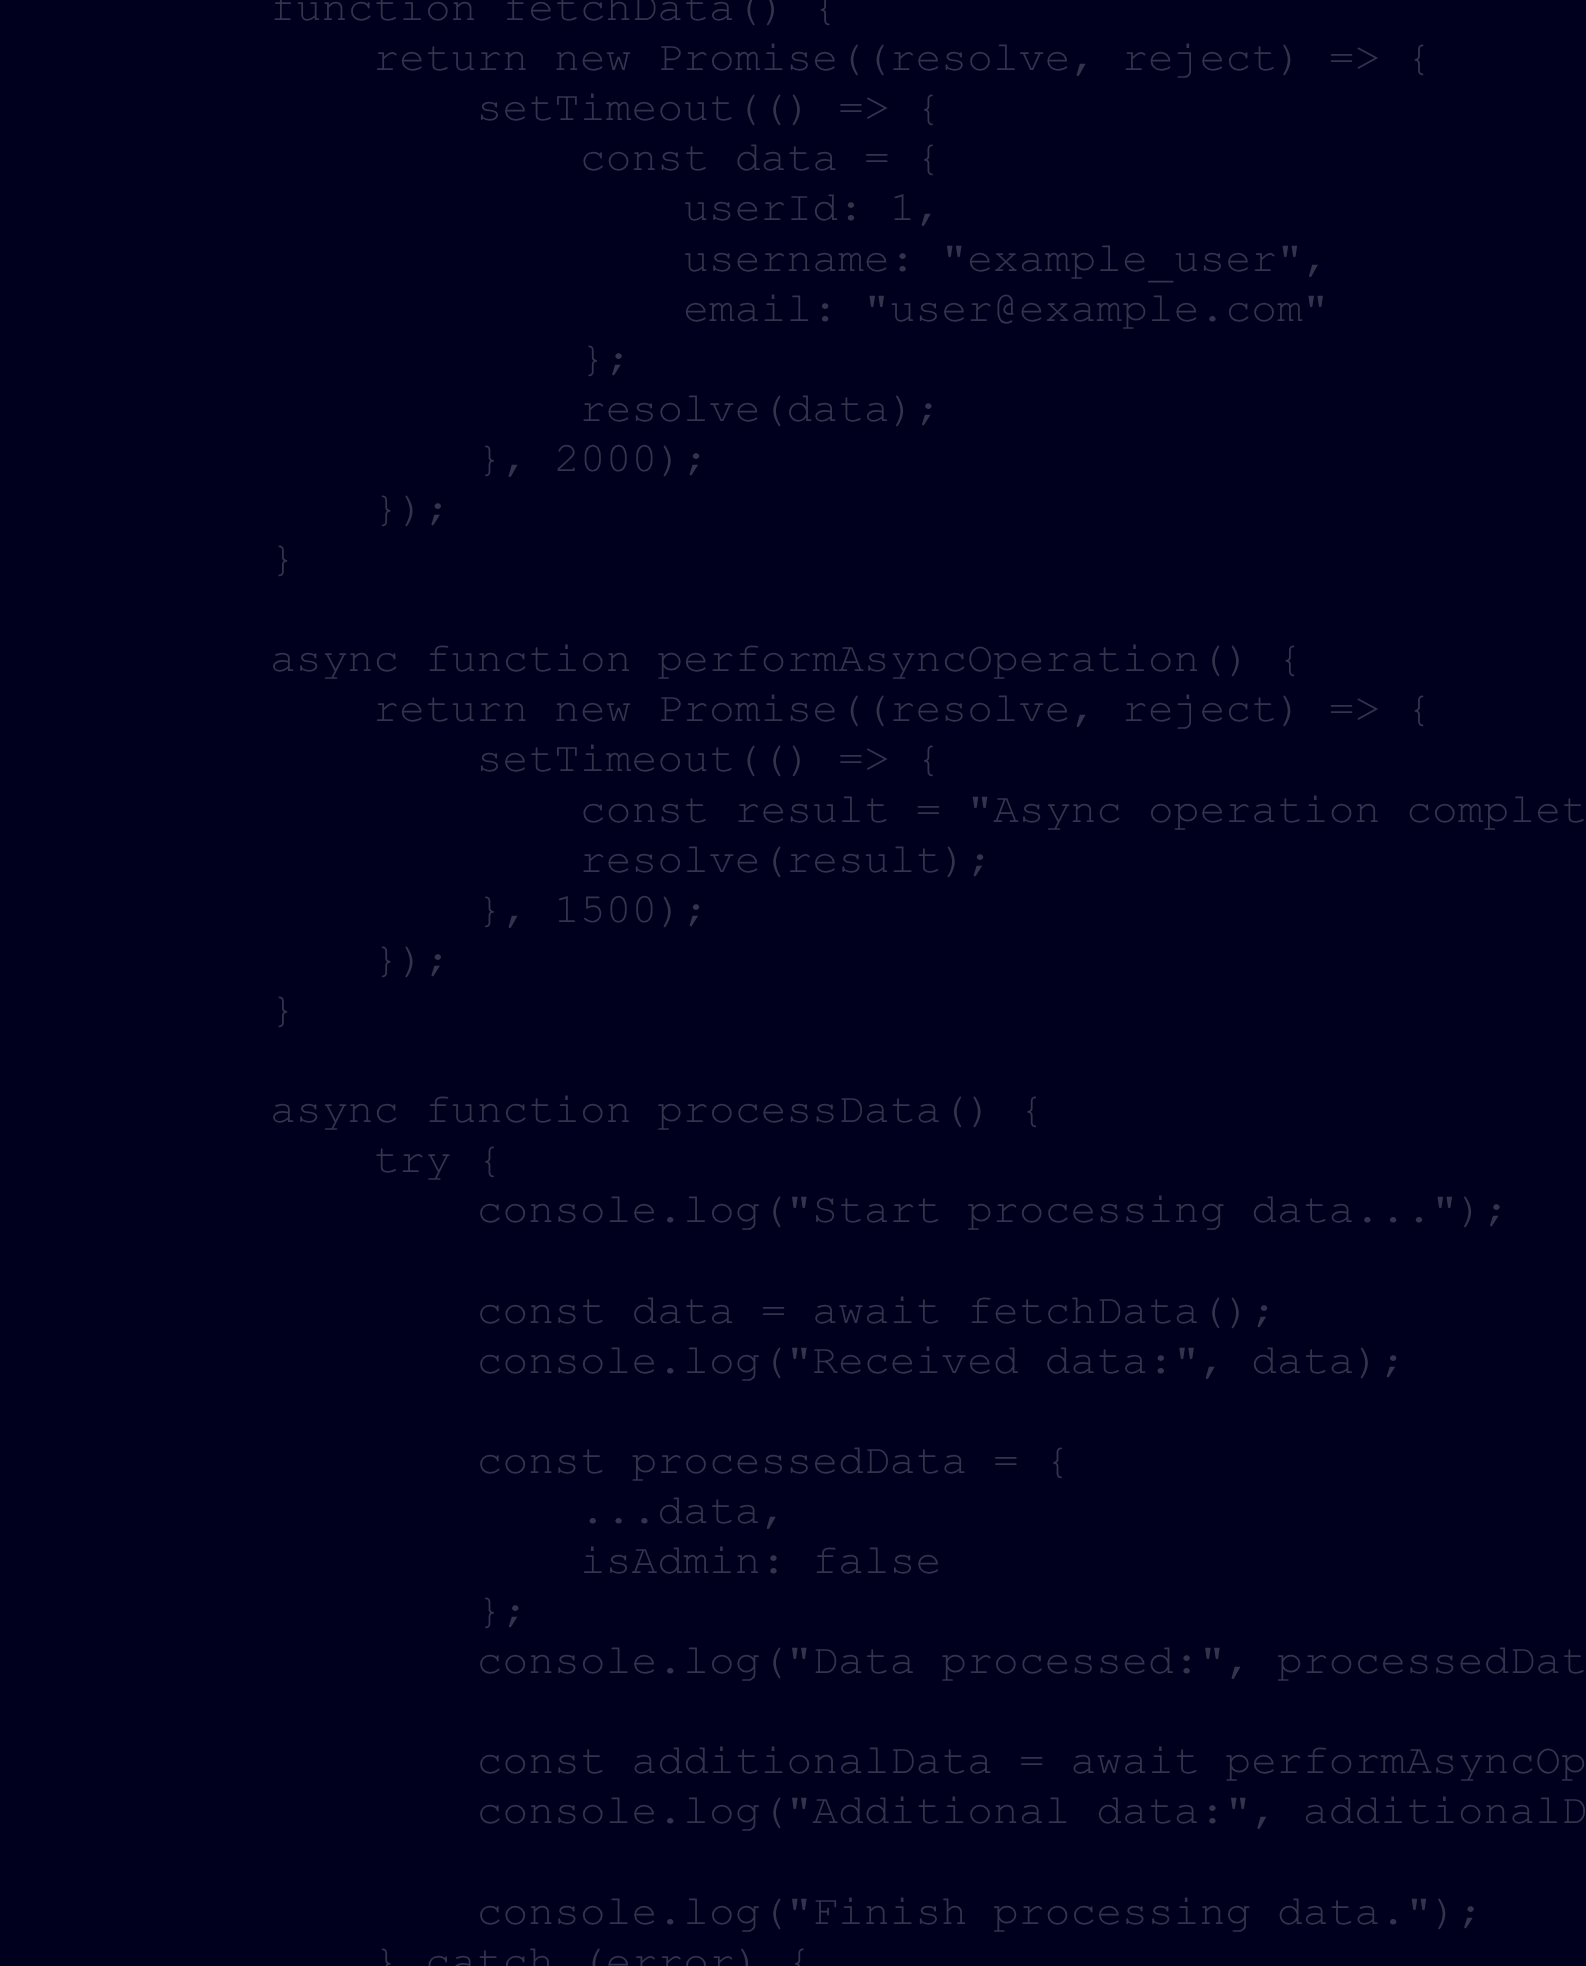 function fetchData() {
    return new Promise((resolve, reject) => {
        setTimeout(() => {
            const data = {
                userId: 1,
                username: "example_user",
                email: "user@example.com"
            };
            resolve(data);
        }, 2000);
    });
}
async function performAsyncOperation() {
    return new Promise((resolve, reject) => {
        setTimeout(() => {
            const result = "Async operation complet
            resolve(result);
        }, 1500);
    });
}
async function processData() {
    try {
        console.log("Start processing data...");
        const data = await fetchData();
        console.log("Received data:", data);
        const processedData = {
            ...data,
            isAdmin: false
        };
        console.log("Data processed:", processedDat
        const additionalData = await performAsyncOp
        console.log("Additional data:", additionalD
        console.log("Finish processing data.");
    } catch (error) {